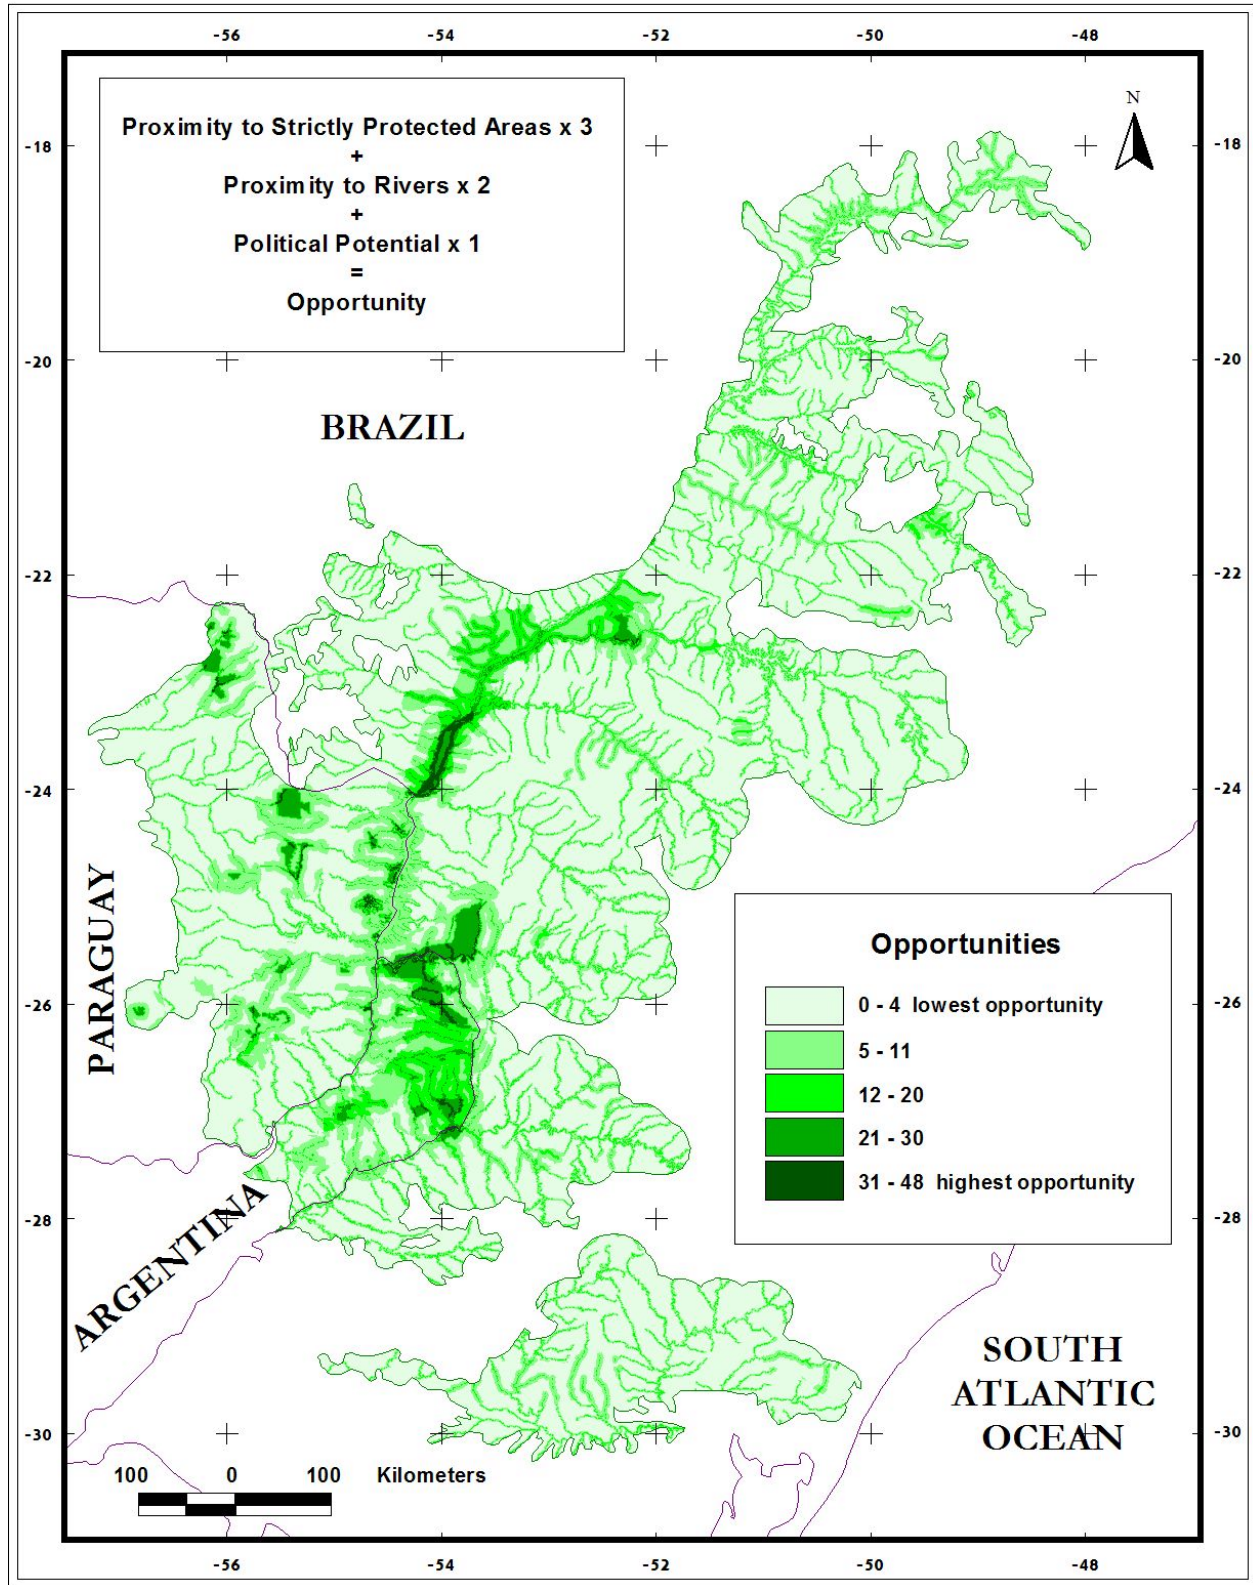 -56 -54 -52 -50 -48
Proximity to Strictly Protected Areas x 3
+
Proximity to Rivers x 2
+
Political Potential x 1
=
Opportunity
N
-18 -18
-20 -20
BRAZIL
-22 -22
-24 -24
PARAGUAY
Opportunities
0 - 4 lowest opportunity
5 - 11
12 - 20
21 - 30
31 - 48 highest opportunity
-26 -26
-28 -28
ARGENTINA
SOUTH
ATLANTIC
OCEAN
-30 -30
100 0 100 Kilometers
-56 -54 -52 -50 -48